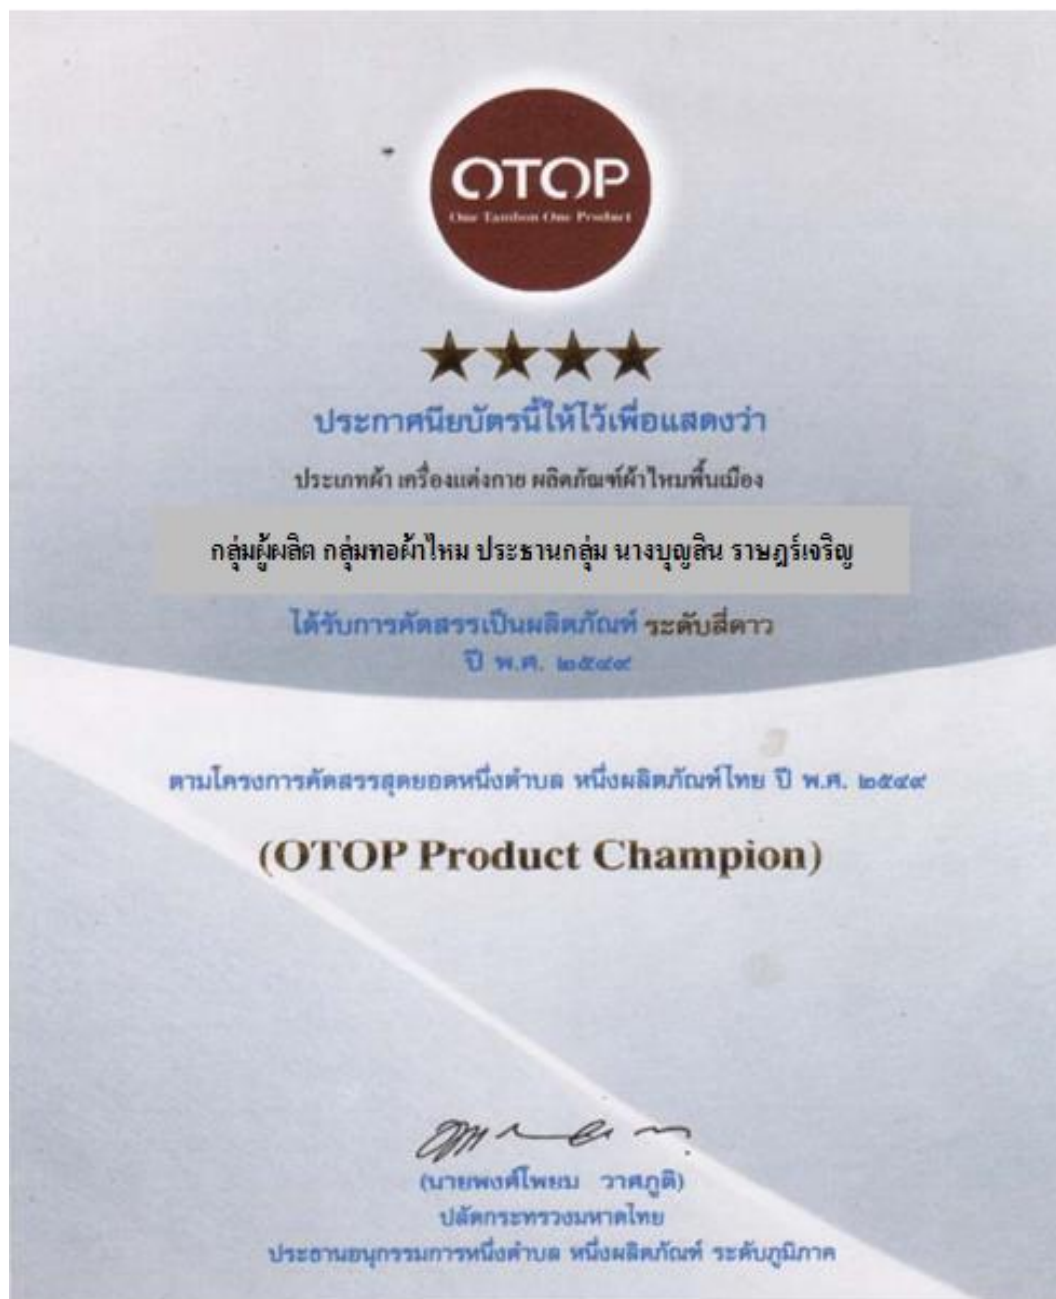 OTOP
One Tambon One Product
ประกาศนียบัตรนี้ให้ไว้เพื่อแสดงว่า
ประเภทผ้า เครื่องแต่งกาย ผลิตภัณฑ์ผ้าไหมพื้นเมือง
กลุ่มผู้ผลิต กลุ่มทอผ้าไหม ประธานกลุ่ม นางบุญสิน ราษฎร์เจริญ
ได้รับการคัดสรรเป็นผลิตภัณฑ์ ระดับสี่ดาว
ปี พ.ศ. ๒๕๔๙
ตามโครงการคัดสรรสุดยอดหนึ่งตำบล หนึ่งผลิตภัณฑ์ไทย ปี พ.ศ. ๒๕๔๙
(OTOP Product Champion)
(นายพงศ์โพยม วาศภูติ)
ปลัดกระทรวงมหาดไทย
ประธานอนุกรรมการหนึ่งตำบล หนึ่งผลิตภัณฑ์ ระดับภูมิภาค